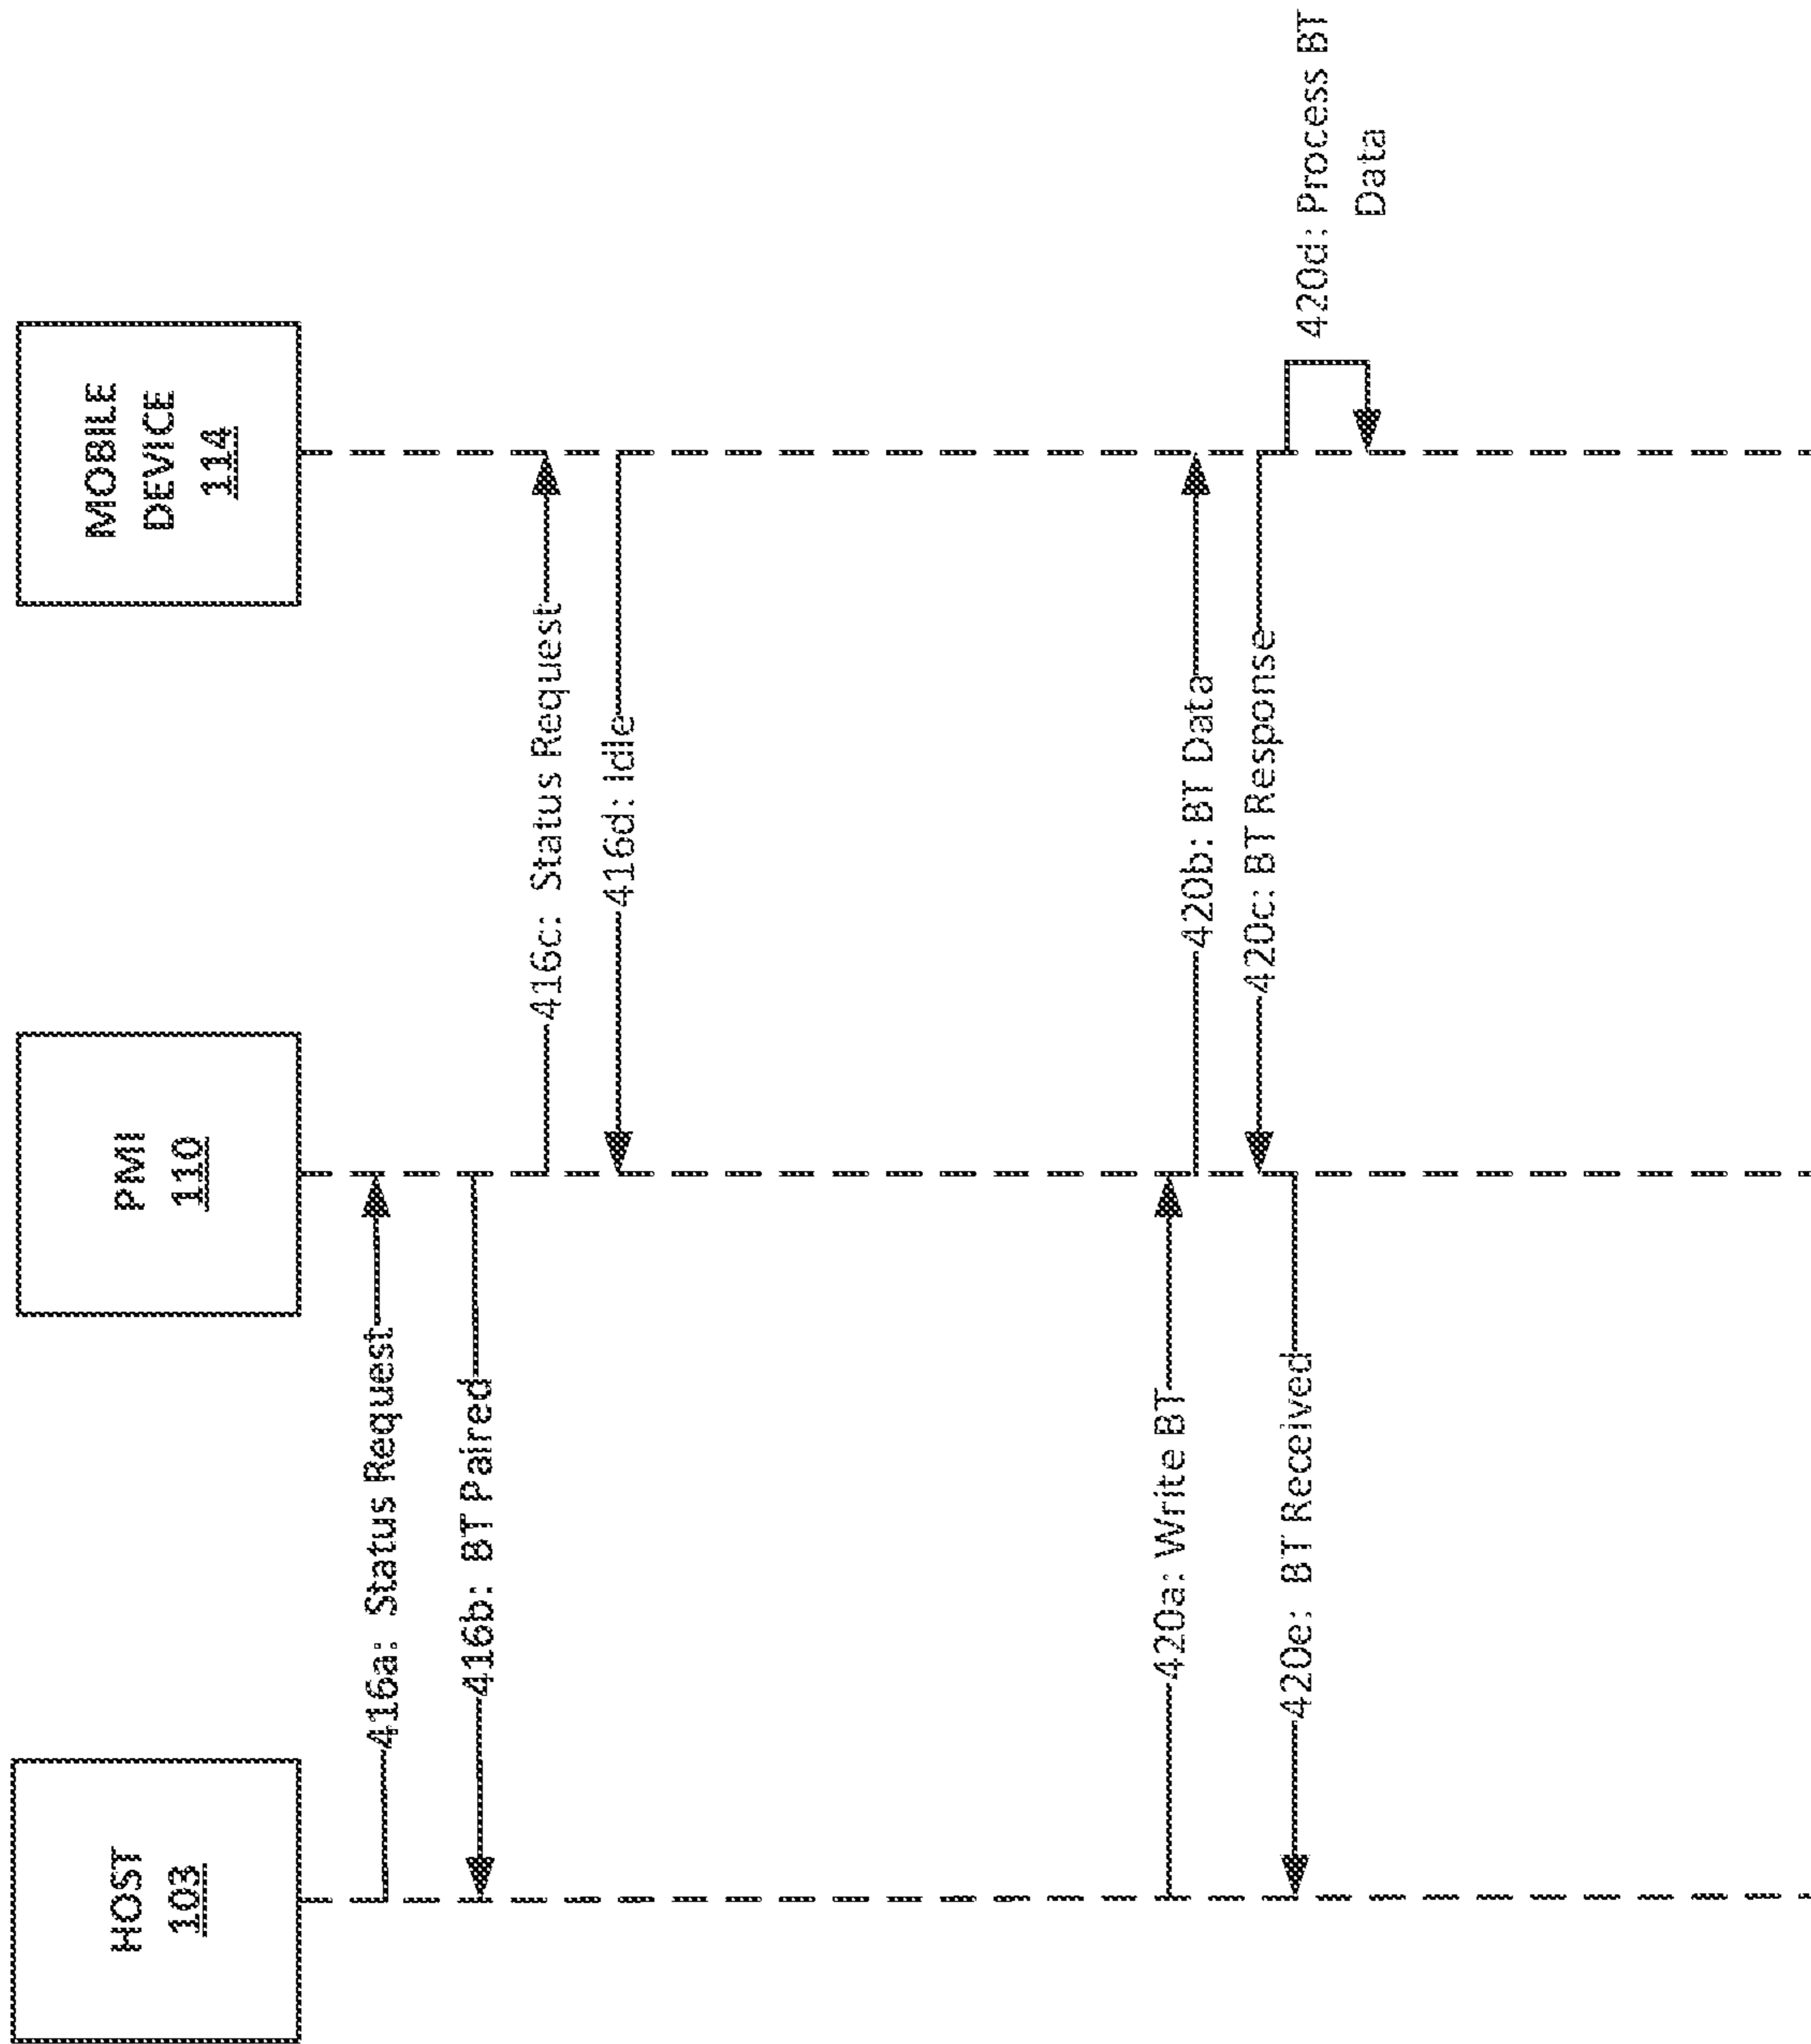 HOST
103
PMI
110
MOBILE
DEVICE
114
416a: Status Request
416b: BT Paired
416c: Status Request
416d: Idle
420a: Write BT
420b: BT Data
420c: BT Response
420d: Process BT
Data
420e: BT Received